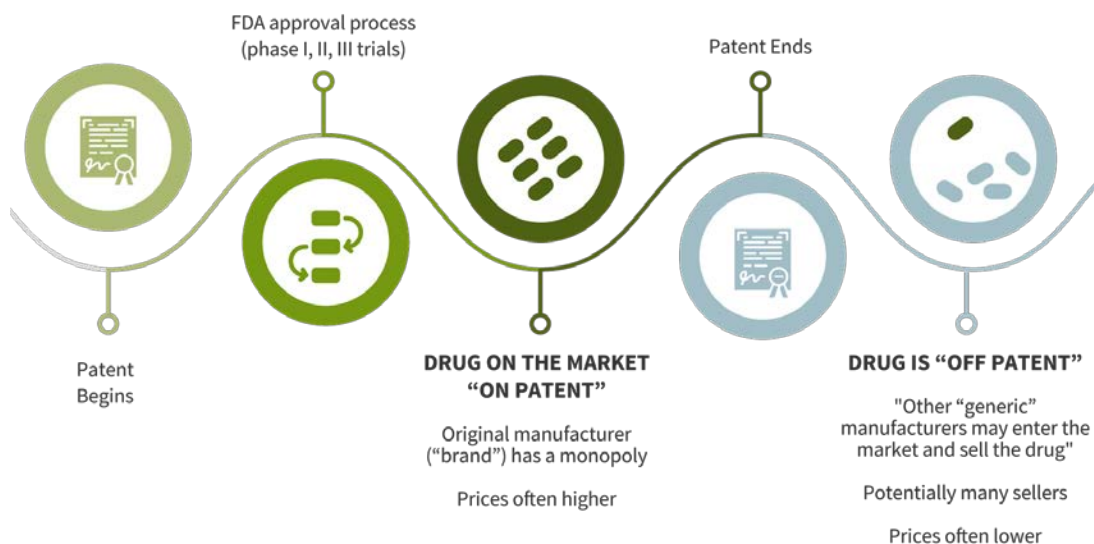 FDA approval process
(phase I, II, III trials)
Patent Ends
Patent
Begins
DRUG ON THE MARKET
“ON PATENT”
Original manufacturer
(“brand”) has a monopoly
Prices often higher
DRUG IS “OFF PATENT”
"Other “generic”
manufacturers may enter the
market and sell the drug"
Potentially many sellers
Prices often lower